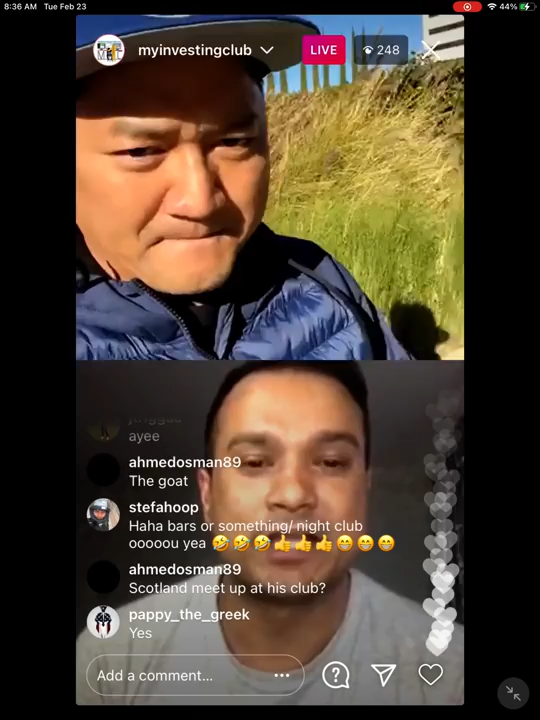 8:36 AM Tue Feb 23
44%
myinvestingclub
LIVE
248
ayee
ahmedosman89
The goat
stefahoop
Haha bars or something/ night club
ooooou yea 🤣🤣🤣👍👍👍😁😁😁
ahmedosman89
Scotland meet up at his club?
pappy_the_greek
Yes
Add a comment...